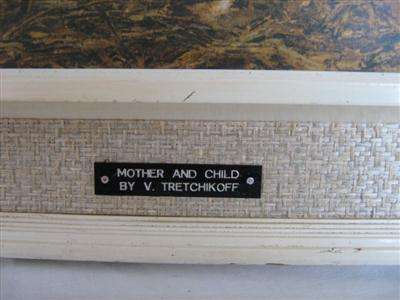 MOTHER AND CHILD
BY V. TRETCHIKOFF